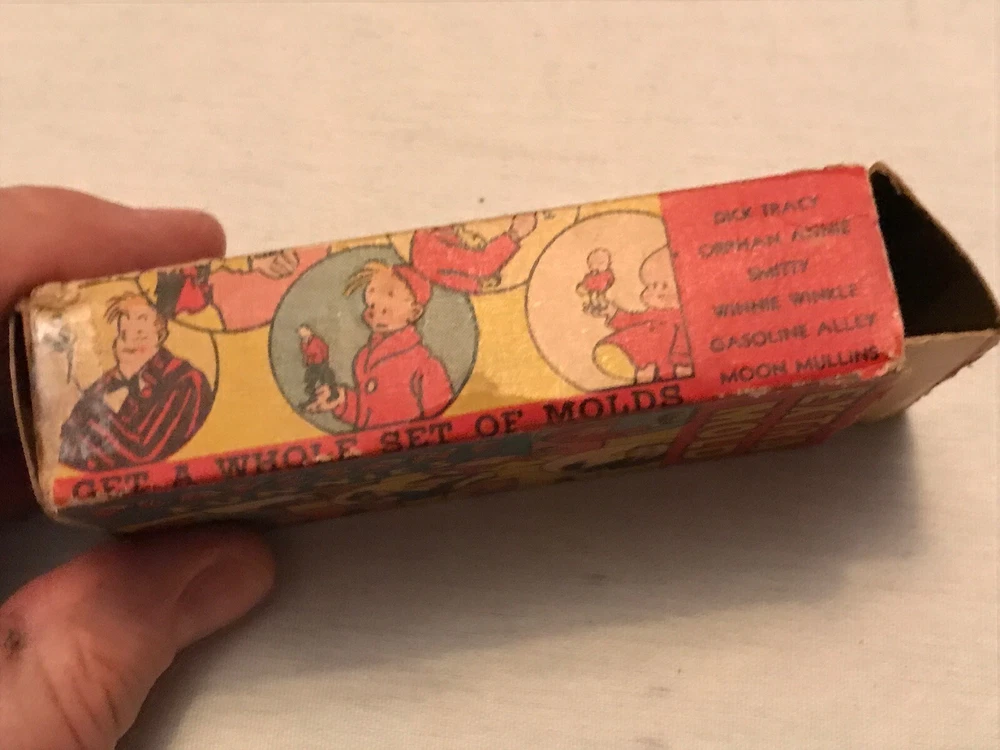 DICK TRACY
ORPHAN ANNIE
SMITTY
WINNIE WINKLE
GASOLINE ALLEY
MOON MULLINS
GET A WHOLE SET OF MOLDS